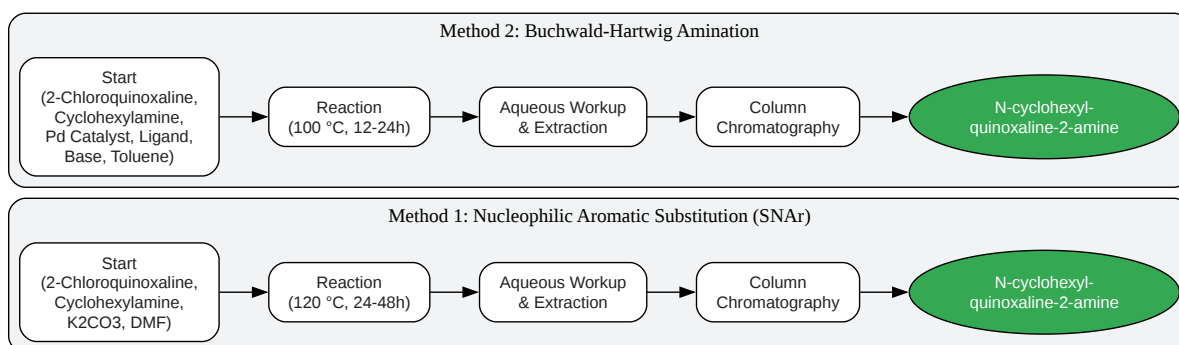 Method 2: Buchwald-Hartwig Amination
Start
(2-Chloroquinoxaline,
Cyclohexylamine,
Pd Catalyst, Ligand,
Base, Toluene)
Reaction
(100 °C, 12-24h)
Aqueous Workup
& Extraction
Column
Chromatography
N-cyclohexyl-
quinoxaline-2-amine
Method 1: Nucleophilic Aromatic Substitution (SNAr)
Start
(2-Chloroquinoxaline,
Cyclohexylamine,
K2CO3, DMF)
Reaction
(120 °C, 24-48h)
Aqueous Workup
& Extraction
Column
Chromatography
N-cyclohexyl-
quinoxaline-2-amine